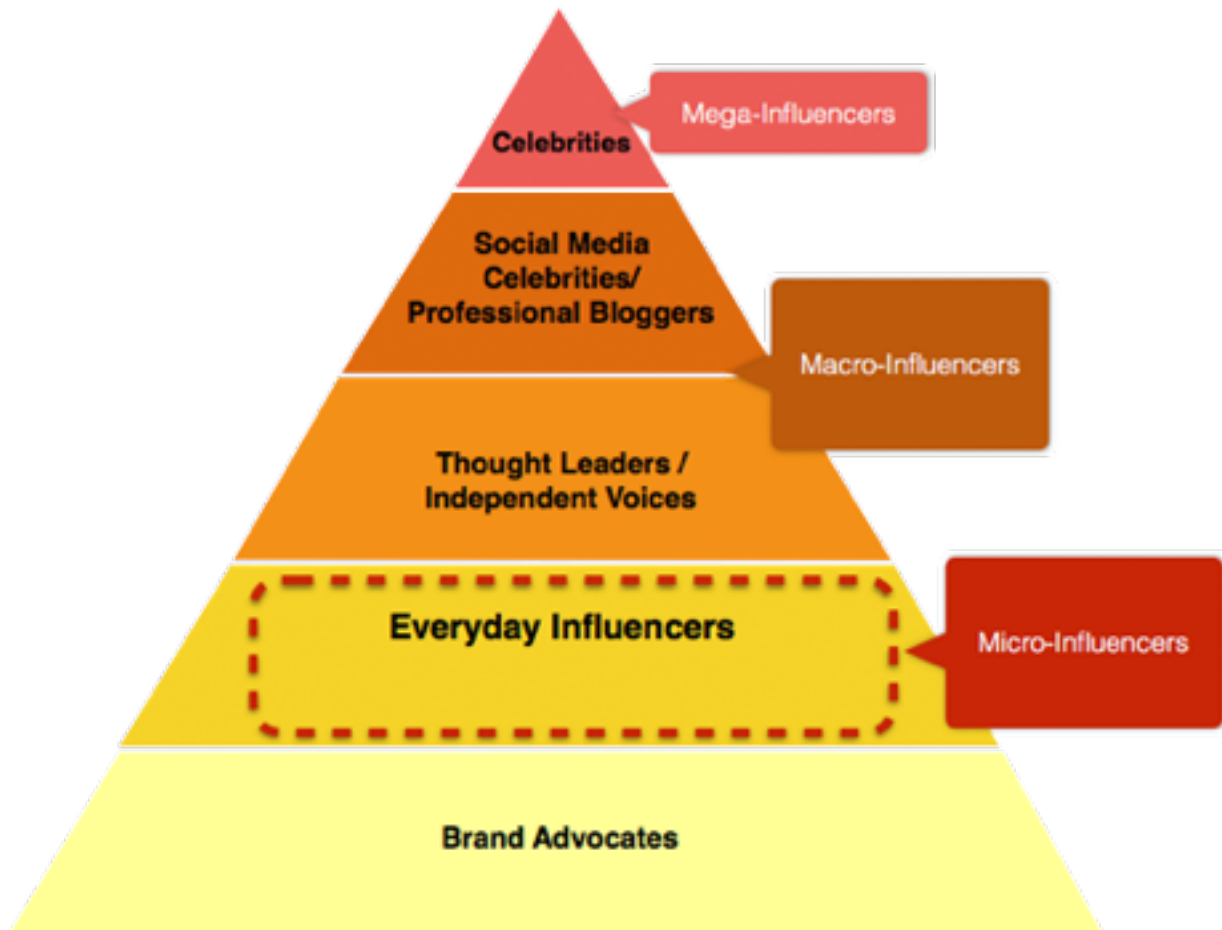 Celebrities
Mega-Influencers
Social Media
Celebrities/
Professional Bloggers
Macro-Influencers
Thought Leaders /
Independent Voices
Everyday Influencers
Micro-Influencers
Brand Advocates